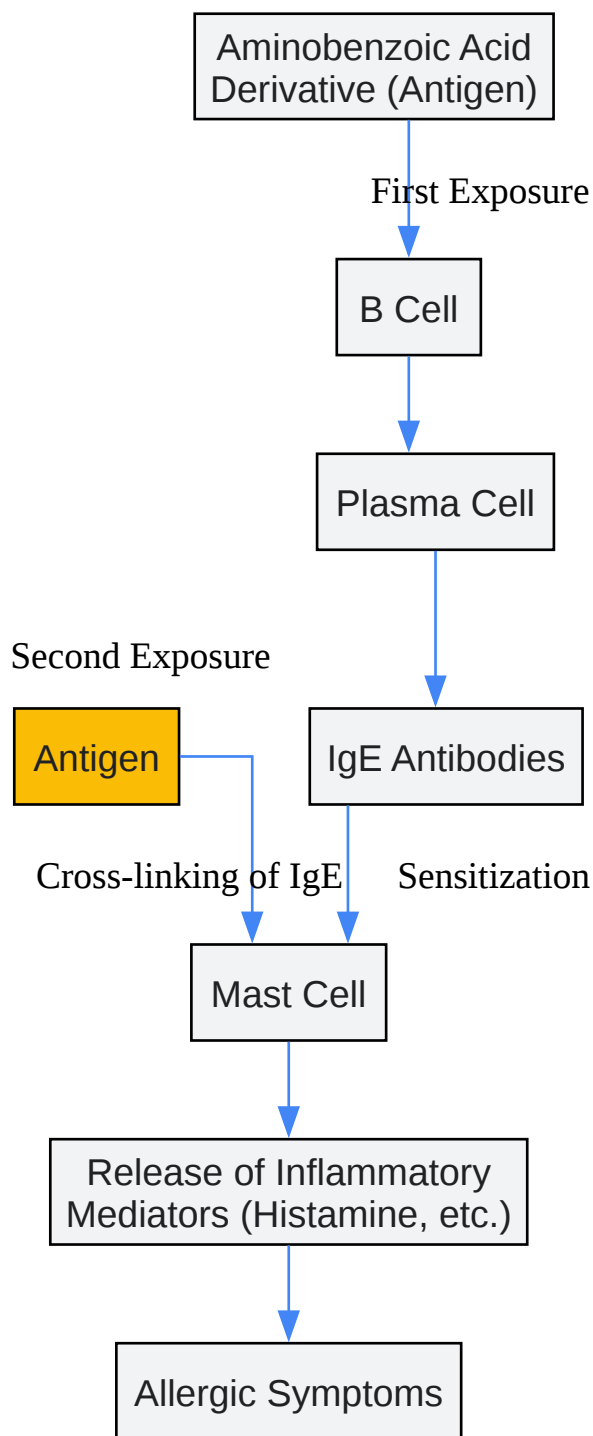 Aminobenzoic Acid
Derivative (Antigen)
First Exposure
B Cell
Plasma Cell
Second Exposure
Antigen
IgE Antibodies
Cross-linking of IgE
Sensitization
Mast Cell
Release of Inflammatory
Mediators (Histamine, etc.)
Allergic Symptoms